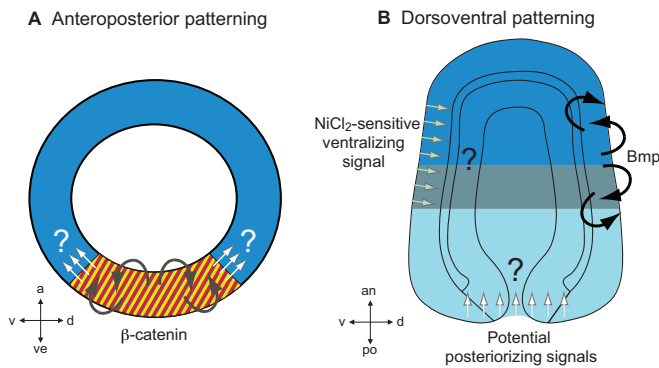 A Anteroposterior patterning
?
?
β-catenin
a
v
d
ve
B Dorsoventral patterning
NiCl₂-sensitive
ventralizing
signal
?
Bmp
?
an
v
d
po
Potential
posteriorizing signals